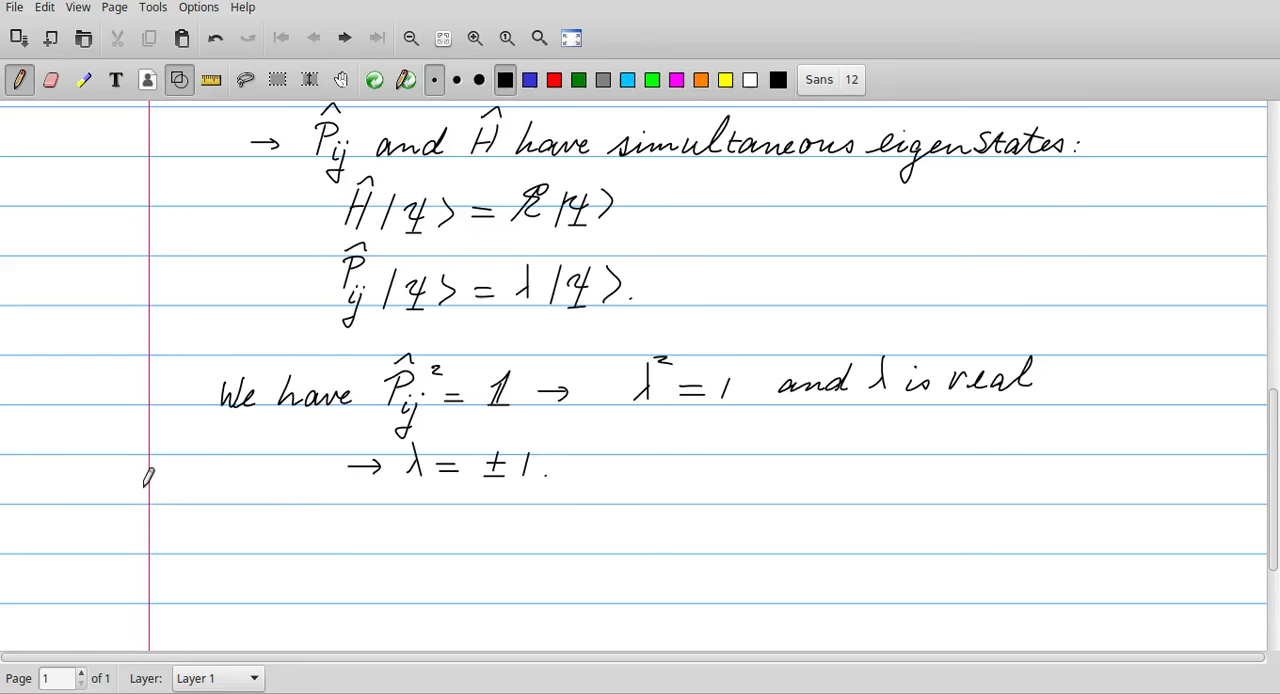 File Edit View Page Tools Options Help
Sans 12
→ P̂ij and Ĥ have simultaneous eigenstates:
Ĥ|Ψ> = E|Ψ>
P̂ij|Ψ> = λ|Ψ>.
We have P̂ij² = 𝟙 → λ² = 1 and λ is real
→ λ = ± 1.
Page 1 of 1 Layer: Layer 1